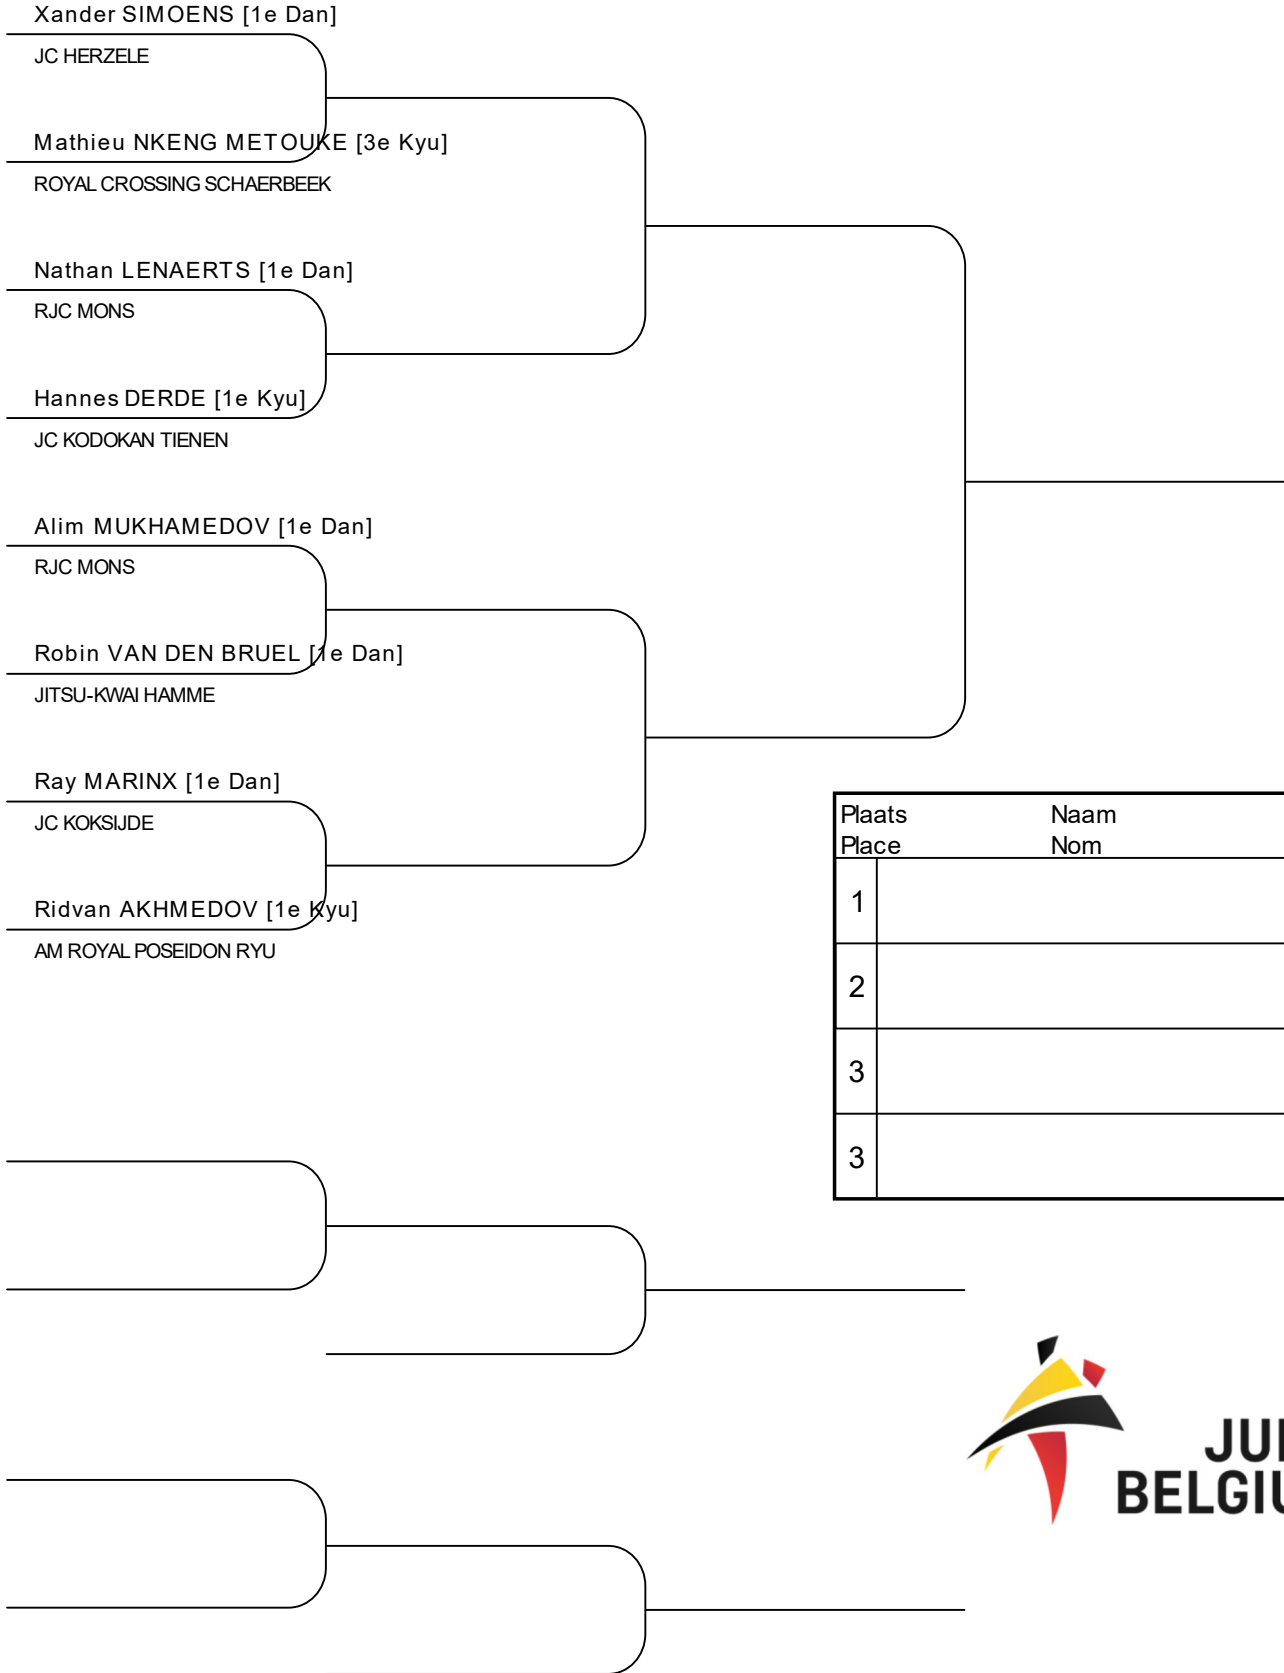 Xander SIMOENS [1e Dan]
JC HERZELE
Mathieu NKENG METOUKE [3e Kyu]
ROYAL CROSSING SCHAERBEEK
Nathan LENAERTS [1e Dan]
RJC MONS
Hannes DERDE [1e Kyu]
JC KODOKAN TIENEN
Alim MUKHAMEDOV [1e Dan]
RJC MONS
Robin VAN DEN BRUEL [1e Dan]
JITSU-KWAI HAMME
Ray MARINX [1e Dan]
JC KOKSIJDE
Ridvan AKHMEDOV [1e Kyu]
AM ROYAL POSEIDON RYU
Plaats Naam
Place Nom
1
2
3
3